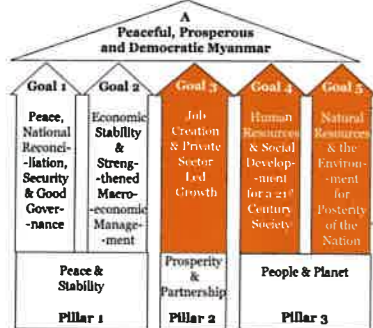 A
Peaceful, Prosperous
and Democratic Myanmar
Goal 1
Peace,
National
Reconci-
-liation,
Security
& Good
Gover-
-nance
Goal 2
Economic
Stability
&
Streng-
-thened
Macro-
-economic
Manage-
-ment
Goal 3
Job
Creation
& Private
Sector
Led
Growth
Goal 4
Human
Resources
& Social
Develop-
-ment
for a 21st
Century
Society
Goal 5
Natural
Resources
& the
Environ-
-ment
for
Posterity
of the
Nation
Peace &
Stability
Pillar 1
Prosperity
&
Partnership
Pillar 2
People & Planet
Pillar 3